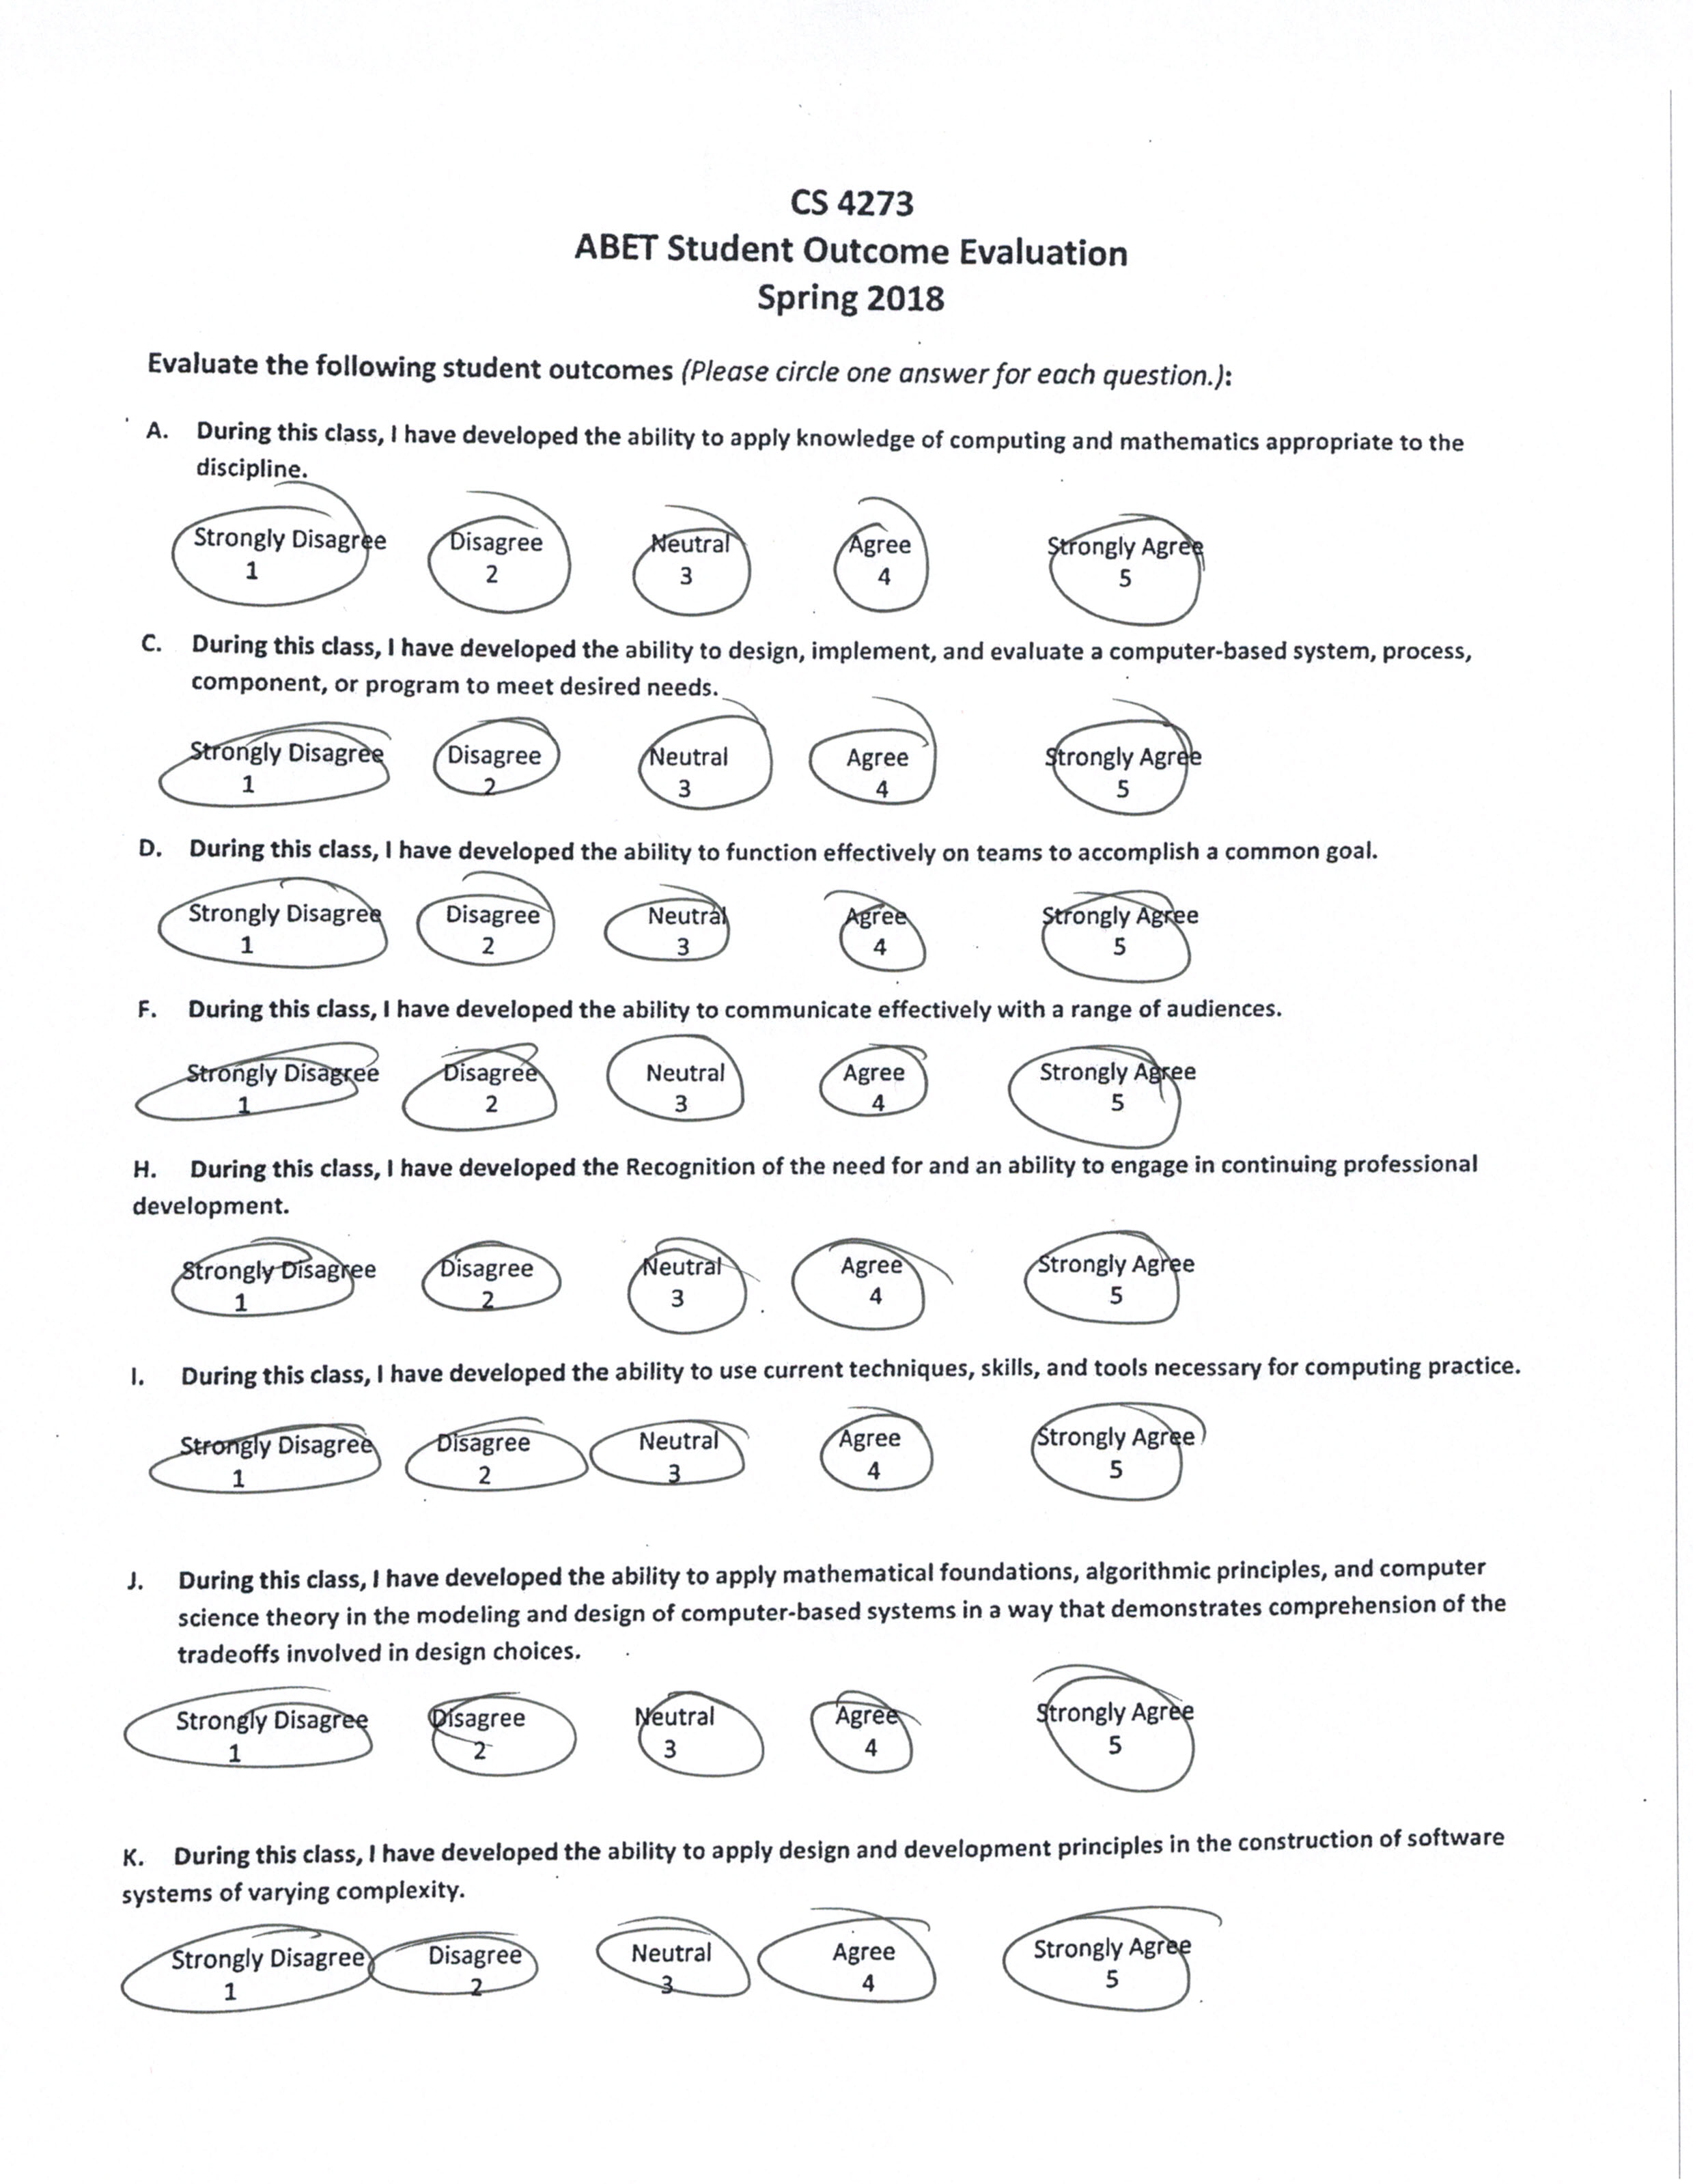 CS 4273
ABET Student Outcome Evaluation
Spring 2018
Evaluate the following student outcomes (Please circle one answer for each question.):
A. During this class, I have developed the ability to apply knowledge of computing and mathematics appropriate to the
discipline.
Strongly Disagree Disagree Neutral Agree Strongly Agree
1 2 3 4 5
C. During this class, I have developed the ability to design, implement, and evaluate a computer-based system, process,
component, or program to meet desired needs.
Strongly Disagree Disagree Neutral Agree Strongly Agree
1 2 3 4 5
D. During this class, I have developed the ability to function effectively on teams to accomplish a common goal.
Strongly Disagree Disagree Neutral Agree Strongly Agree
1 2 3 4 5
F. During this class, I have developed the ability to communicate effectively with a range of audiences.
Strongly Disagree Disagree Neutral Agree Strongly Agree
1 2 3 4 5
H. During this class, I have developed the Recognition of the need for and an ability to engage in continuing professional
development.
Strongly Disagree Disagree Neutral Agree Strongly Agree
1 2 3 4 5
I. During this class, I have developed the ability to use current techniques, skills, and tools necessary for computing practice.
Strongly Disagree Disagree Neutral Agree Strongly Agree
1 2 3 4 5
J. During this class, I have developed the ability to apply mathematical foundations, algorithmic principles, and computer
science theory in the modeling and design of computer-based systems in a way that demonstrates comprehension of the
tradeoffs involved in design choices.
Strongly Disagree Disagree Neutral Agree Strongly Agree
1 2 3 4 5
K. During this class, I have developed the ability to apply design and development principles in the construction of software
systems of varying complexity.
Strongly Disagree Disagree Neutral Agree Strongly Agree
1 2 3 4 5